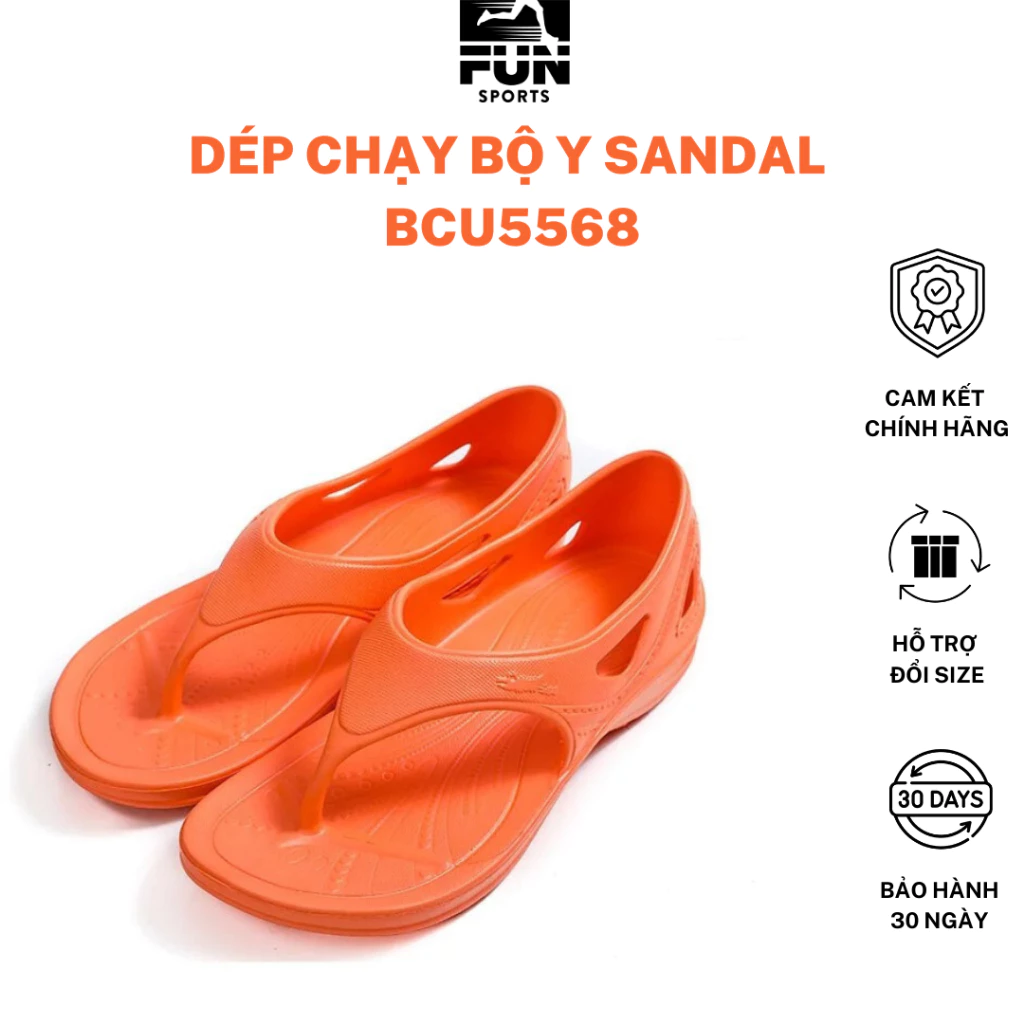 FUN
SPORTS
DÉP CHẠY BỘ Y SANDAL
BCU5568
CAM KẾT
CHÍNH HÃNG
HỖ TRỢ
ĐỔI SIZE
30 DAYS
BẢO HÀNH
30 NGÀY